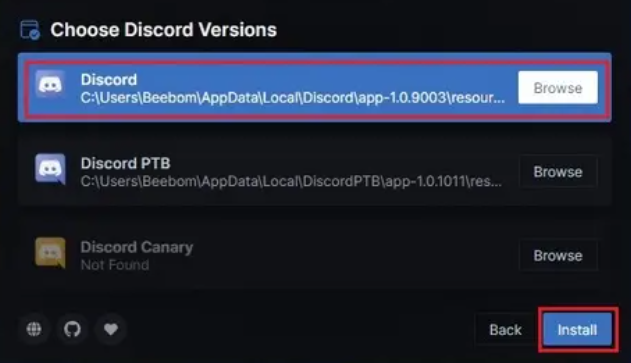 Choose Discord Versions
Discord
C:\Users\Beebom\AppData\Local\Discord\app-1.0.9003\resour...
Browse
Discord PTB
C:\Users\Beebom\AppData\Local\DiscordPTB\app-1.0.1011\res...
Browse
Discord Canary
Not Found
Browse
Back
Install